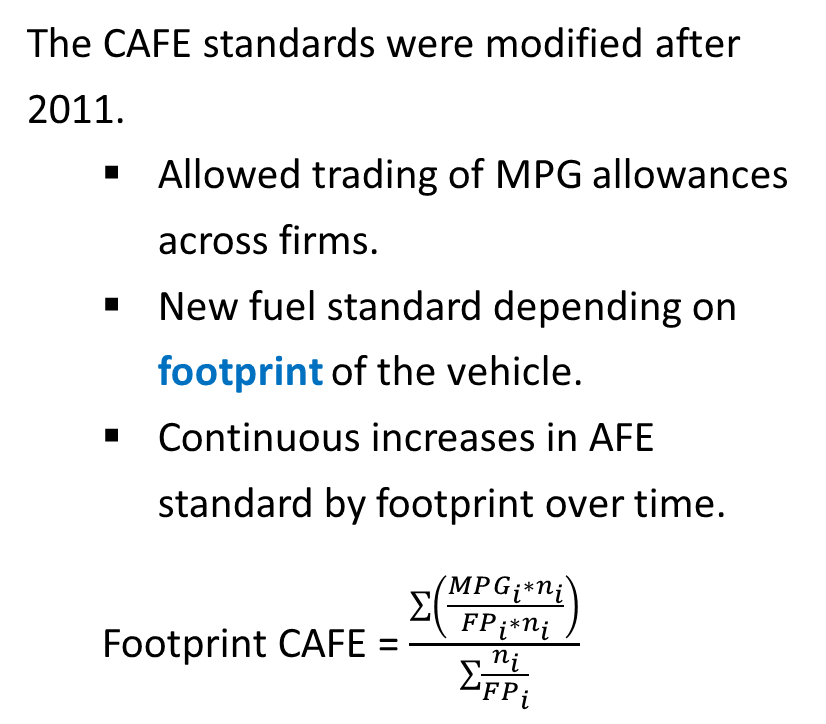 The CAFE standards were modified after
2011.
▪ Allowed trading of MPG allowances
across firms.
▪ New fuel standard depending on
footprint of the vehicle.
▪ Continuous increases in AFE
standard by footprint over time.
Footprint CAFE = \frac{\sum\left(\frac{MPG_i*n_i}{FP_i*n_i}\right)}{\sum\frac{n_i}{FP_i}}